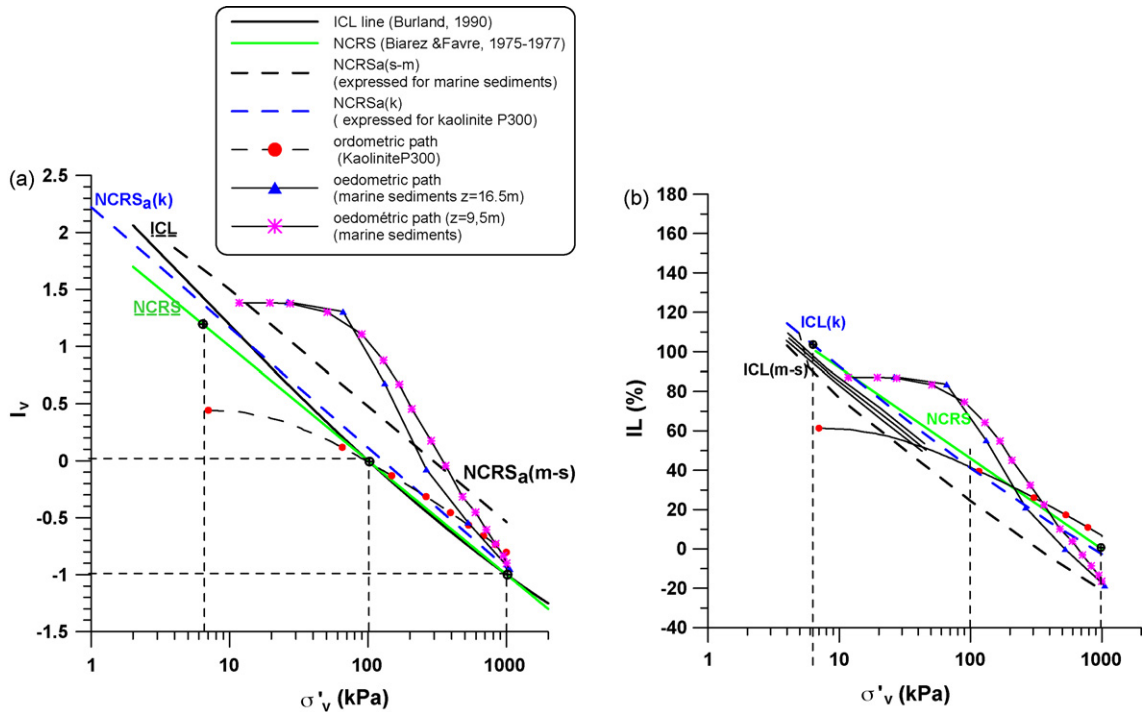 ICL line (Burland, 1990)
NCRS (Biarez &Favre, 1975-1977)
NCRSa(s-m)
(expressed for marine sediments)
NCRSa(k)
( expressed for kaolinite P300)
ordometric path
(KaoliniteP300)
oedometric path
(marine sediments z=16.5m)
oedométric path (z=9,5m)
(marine sediments)
(a)
2.5
2
1.5
1
0.5
0
-0.5
-1
-1.5
Iv
NCRSa(k)
ICL
NCRS
NCRSa(m-s)
1
10
100
1000
σ'v (kPa)
(b)
180
160
140
120
100
80
60
40
20
0
-20
-40
IL (%)
ICL(k)
ICL(m-s)
NCRS
1
10
100
1000
σ'v (kPa)